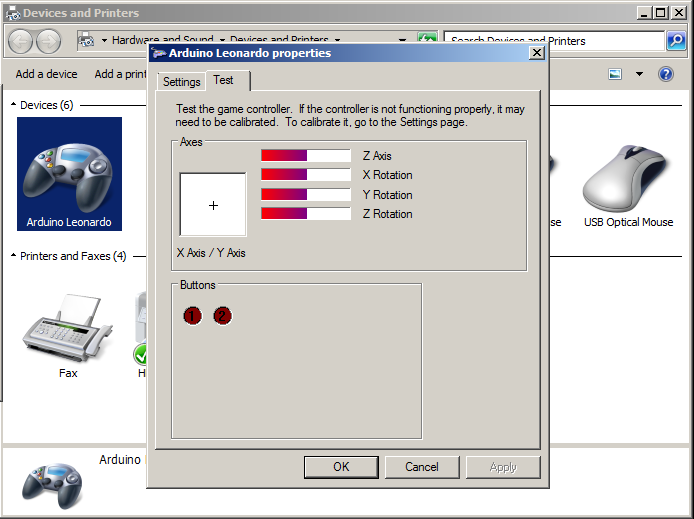 Devices and Printers
Hardware and Sound
Devices and Printers
Search Devices and Printers
Add a device
Add a print
Arduino Leonardo properties
Settings
Test
Test the game controller. If the controller is not functioning properly, it may
need to be calibrated. To calibrate it, go to the Settings page.
Axes
Z Axis
X Rotation
Y Rotation
Z Rotation
X Axis / Y Axis
Buttons
1 2
OK
Cancel
Apply
Devices (6)
Arduino Leonardo
USB Optical Mouse
Printers and Faxes (4)
Fax
H
Arduino